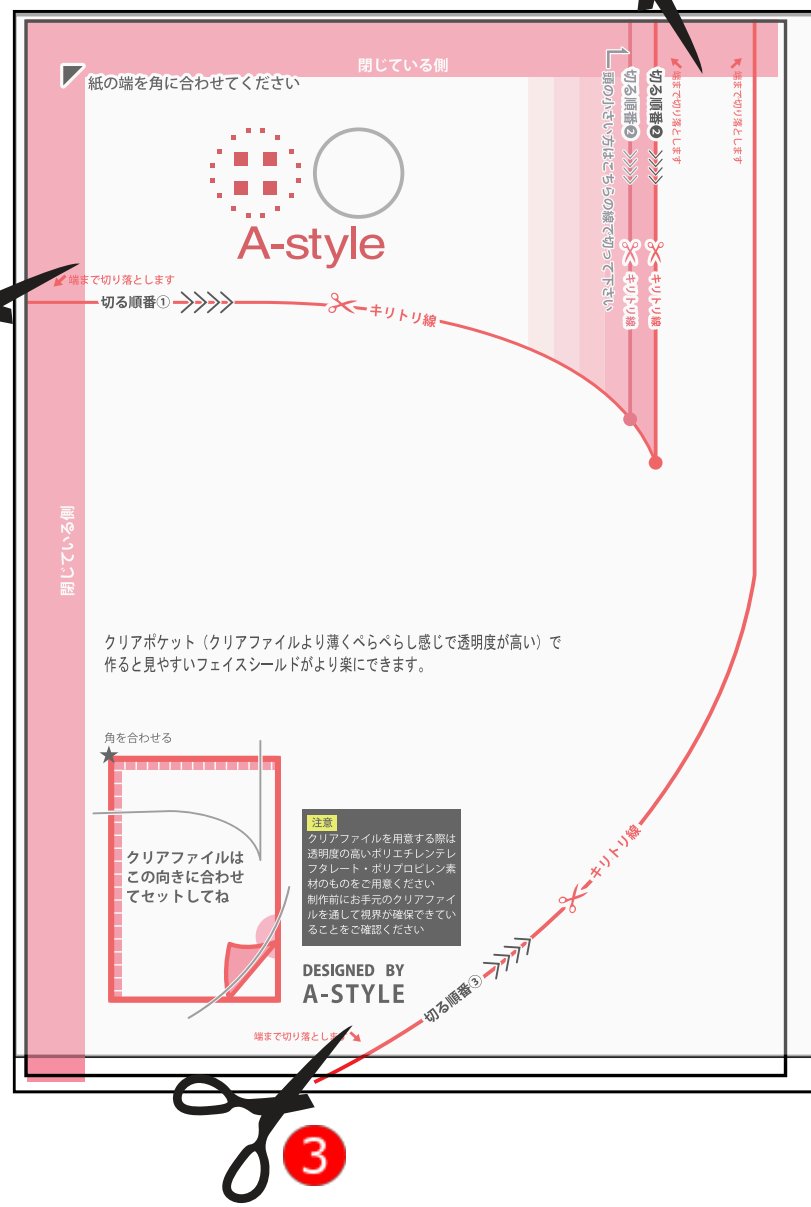 閉じている側
紙の端を角に合わせてください
A-style
端まで切り落とします
切る順番①
キリトリ線
頭の小さい方はこちらの線で切って下さい
切る順番❷
キリトリ線
切る順番❷
キリトリ線
端まで切り落とします
端まで切り落とします
閉じている側
クリアポケット（クリアファイルより薄くぺらぺらし感じで透明度が高い）で
作ると見やすいフェイスシールドがより楽にできます。
角を合わせる
クリアファイルは
この向きに合わせ
てセットしてね
注意
クリアファイルを用意する際は
透明度の高いポリエチレンテレ
フタレート・ポリプロピレン素
材のものをご用意ください
制作前にお手元のクリアファイ
ルを通して視界が確保できてい
ることをご確認ください
DESIGNED BY
A-STYLE
キリトリ線
切る順番③
端まで切り落とします
3